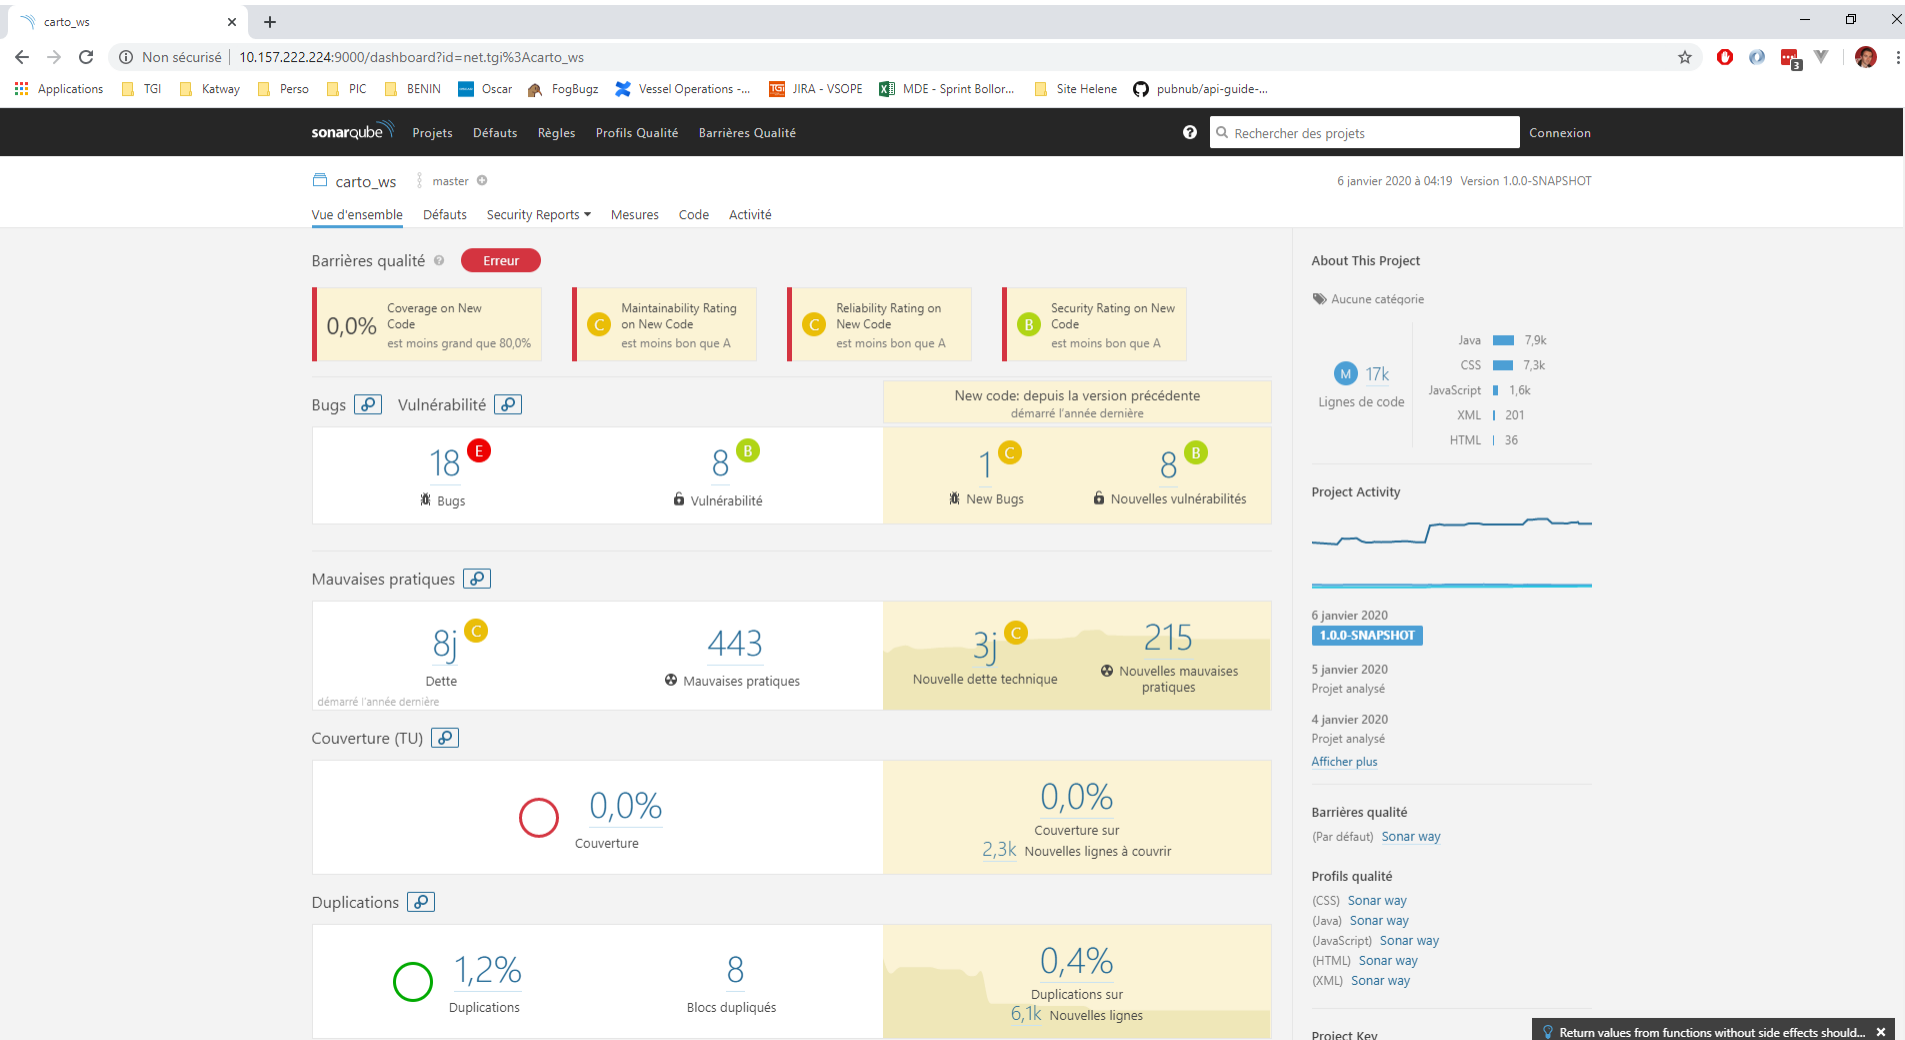 carto_ws
Non sécurisé 10.157.222.224:9000/dashboard?id=net.tgi%3Acarto_ws
3
Applications TGI Katway Perso PIC BENIN Oscar FogBugz Vessel Operations -... JIRA - VSOPE MDE - Sprint Bollor... Site Helene pubnub/api-guide-...
sonarqube Projets Défauts Règles Profils Qualité Barrières Qualité Rechercher des projets Connexion
carto_ws master 6 janvier 2020 à 04:19 Version 1.0.0-SNAPSHOT
Vue d'ensemble Défauts Security Reports Mesures Code Activité
Barrières qualité Erreur
0,0% Coverage on New
Code
est moins grand que 80,0%
C Maintainability Rating
on New Code
est moins bon que A
C Reliability Rating on
New Code
est moins bon que A
B Security Rating on New
Code
est moins bon que A
Bugs Vulnérabilité
New code: depuis la version précédente
démarré l'année dernière
18 E
Bugs
8 B
Vulnérabilité
1 C
New Bugs
8 B
Nouvelles vulnérabilités
Mauvaises pratiques
8j C
Dette
démarré l'année dernière
443
Mauvaises pratiques
3j C
Nouvelle dette technique
215
Nouvelles mauvaises
pratiques
Couverture (TU)
0,0%
Couverture
0,0%
Couverture sur
2,3k Nouvelles lignes à couvrir
Duplications
1,2%
Duplications
8
Blocs dupliqués
0,4%
Duplications sur
6,1k Nouvelles lignes
About This Project
Aucune catégorie
M 17k
Lignes de code
Java 7,9k
CSS 7,3k
JavaScript 1,6k
XML 201
HTML 36
Project Activity
6 janvier 2020
1.0.0-SNAPSHOT
5 janvier 2020
Projet analysé
4 janvier 2020
Projet analysé
Afficher plus
Barrières qualité
(Par défaut) Sonar way
Profils qualité
(CSS) Sonar way
(Java) Sonar way
(JavaScript) Sonar way
(HTML) Sonar way
(XML) Sonar way
Project Key
Return values from functions without side effects should...